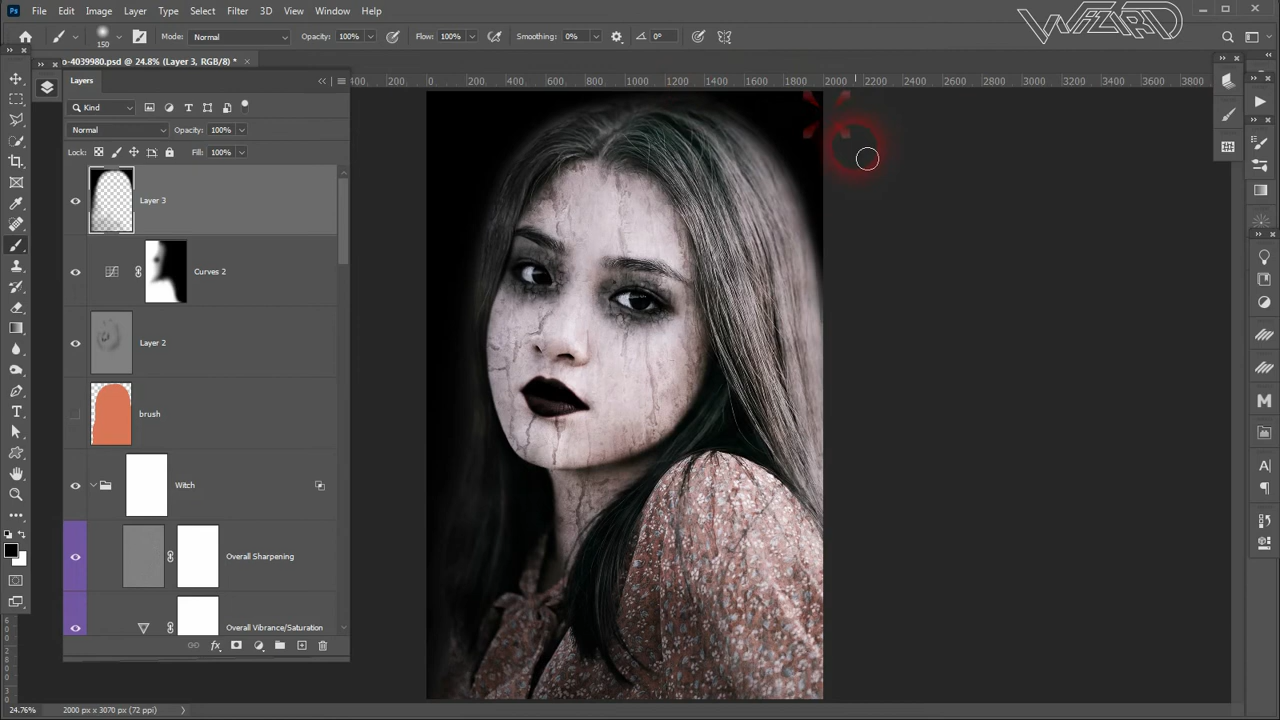 Ps File Edit Image Layer Type Select Filter 3D View Window Help
WIZARD
150 Mode: Normal Opacity: 100% Flow: 100% Smoothing: 0% 0°
o-4039980.psd @ 24.8% (Layer 3, RGB/8) *
Layers
400. 200. 0 200 400 600 800 1000 1200 1400 1600 1800 2000 2200 2400 2600 2800 3000 3200 3400 3600 3800
Kind
Normal Opacity: 100%
Lock: Fill: 100%
Layer 3
Curves 2
Layer 2
brush
Witch
Overall Sharpening
Overall Vibrance/Saturation
24.76% 2000 px x 3070 px (72 ppi)